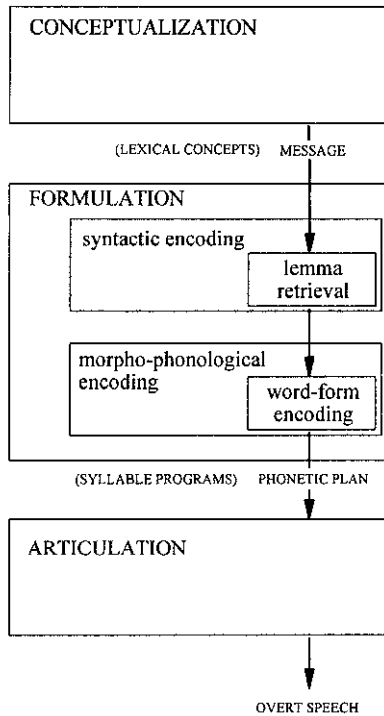 CONCEPTUALIZATION
(LEXICAL CONCEPTS) MESSAGE
FORMULATION
syntactic encoding
lemma
retrieval
morpho-phonological
encoding
word-form
encoding
(SYLLABLE PROGRAMS) PHONETIC PLAN
ARTICULATION
OVERT SPEECH